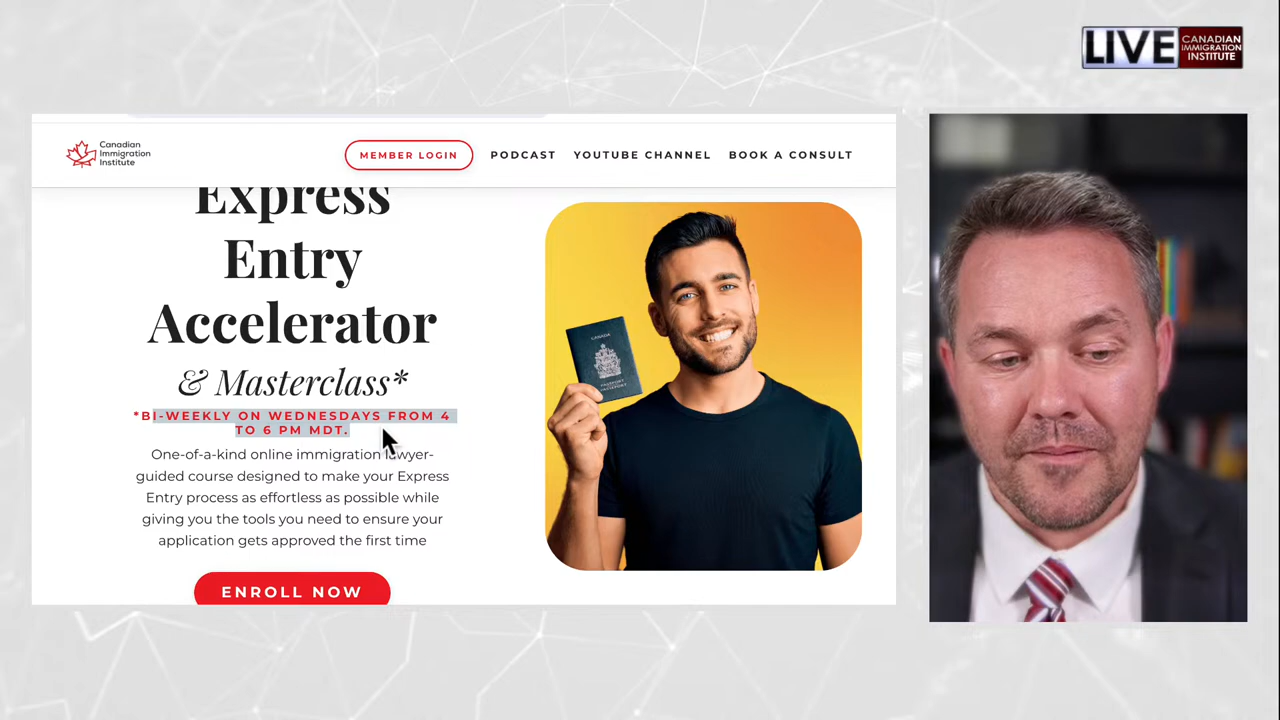 LIVE CANADIAN
IMMIGRATION
INSTITUTE
Canadian
Immigration
Institute
MEMBER LOGIN PODCAST YOUTUBE CHANNEL BOOK A CONSULT
Express
Entry
Accelerator
& Masterclass*
*BI-WEEKLY ON WEDNESDAYS FROM 4
TO 6 PM MDT.
One-of-a-kind online immigration lawyer-
guided course designed to make your Express
Entry process as effortless as possible while
giving you the tools you need to ensure your
application gets approved the first time
ENROLL NOW
CANADA
PASSPORT
PASSEPORT